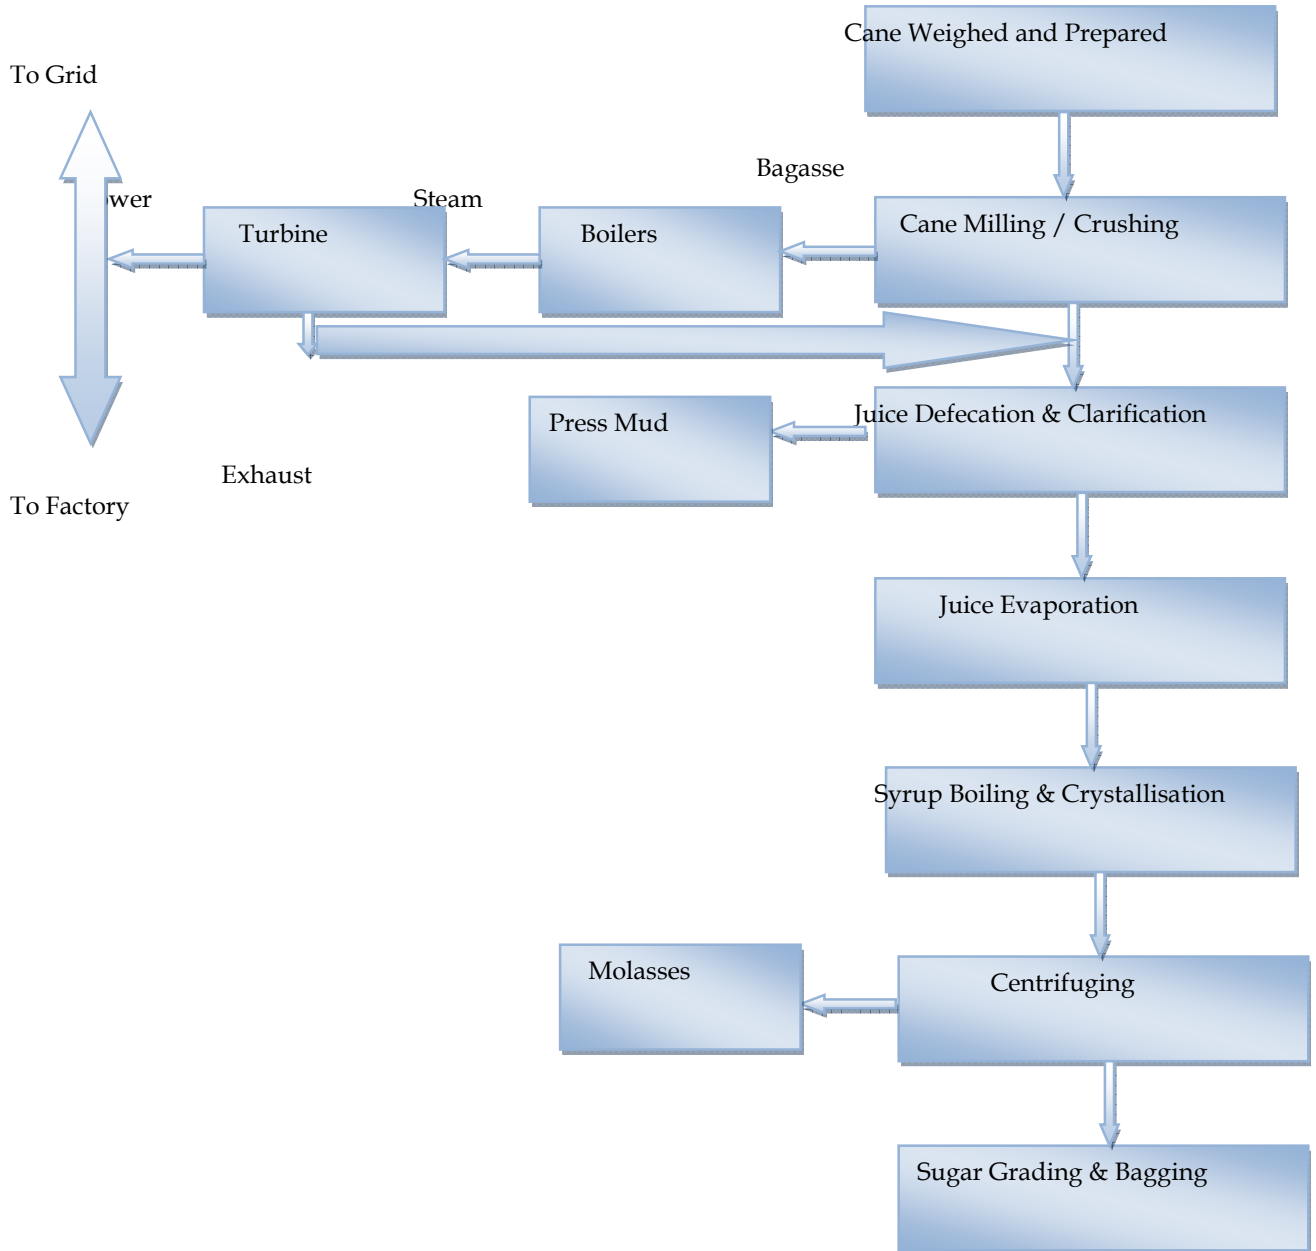 Cane Weighed and Prepared
To Grid
Bagasse
ower
Steam
Turbine
Boilers
Cane Milling / Crushing
Press Mud
Juice Defecation & Clarification
Exhaust
To Factory
Juice Evaporation
Syrup Boiling & Crystallisation
Molasses
Centrifuging
Sugar Grading & Bagging